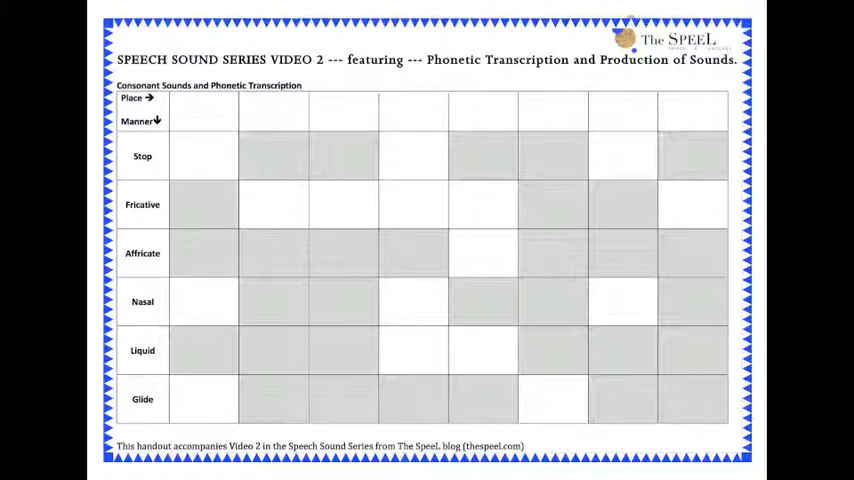 The SPEEL
SPEECH SOUND SERIES VIDEO 2 --- featuring --- Phonetic Transcription and Production of Sounds.
Consonant Sounds and Phonetic Transcription
Place →
Manner↓
Stop
Fricative
Affricate
Nasal
Liquid
Glide
This handout accompanies Video 2 in the Speech Sound Series from The SpeeL blog (thespeel.com)